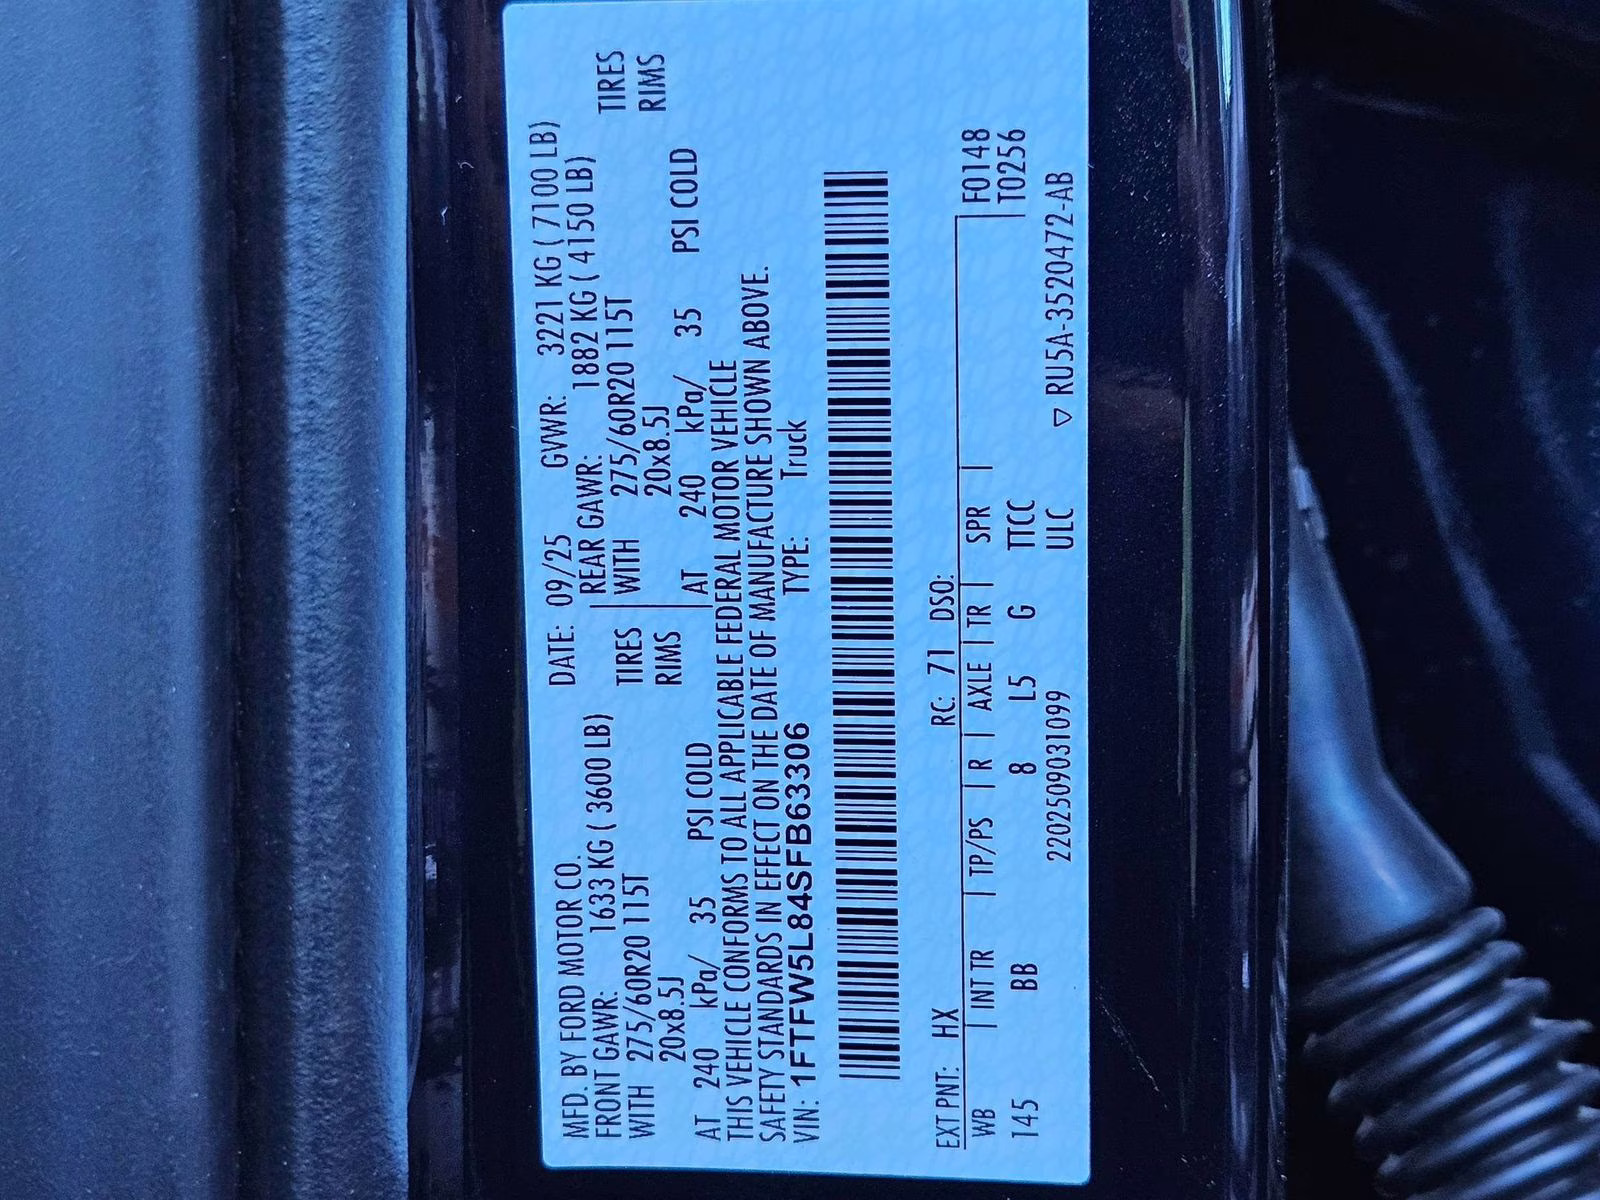 MFD. BY FORD MOTOR CO. DATE: 09/25 GVWR: 3221 KG ( 7100 LB)
FRONT GAWR: 1633 KG ( 3600 LB) REAR GAWR: 1882 KG ( 4150 LB)
WITH 275/60R20 115T TIRES WITH 275/60R20 115T TIRES
20x8.5J RIMS 20x8.5J RIMS
AT 240 kPa/ 35 PSI COLD AT 240 kPa/ 35 PSI COLD
THIS VEHICLE CONFORMS TO ALL APPLICABLE FEDERAL MOTOR VEHICLE
SAFETY STANDARDS IN EFFECT ON THE DATE OF MANUFACTURE SHOWN ABOVE.
VIN: 1FTFW5L84SFB63306 TYPE: Truck
EXT PNT: HX RC: 71 DSO:
WB | INT TR | TP/PS | R | AXLE | TR | SPR | F0148
145 BB 8 L5 G TTCC T0256
2202509031099 ULC ▽ RU5A-3520472-AB